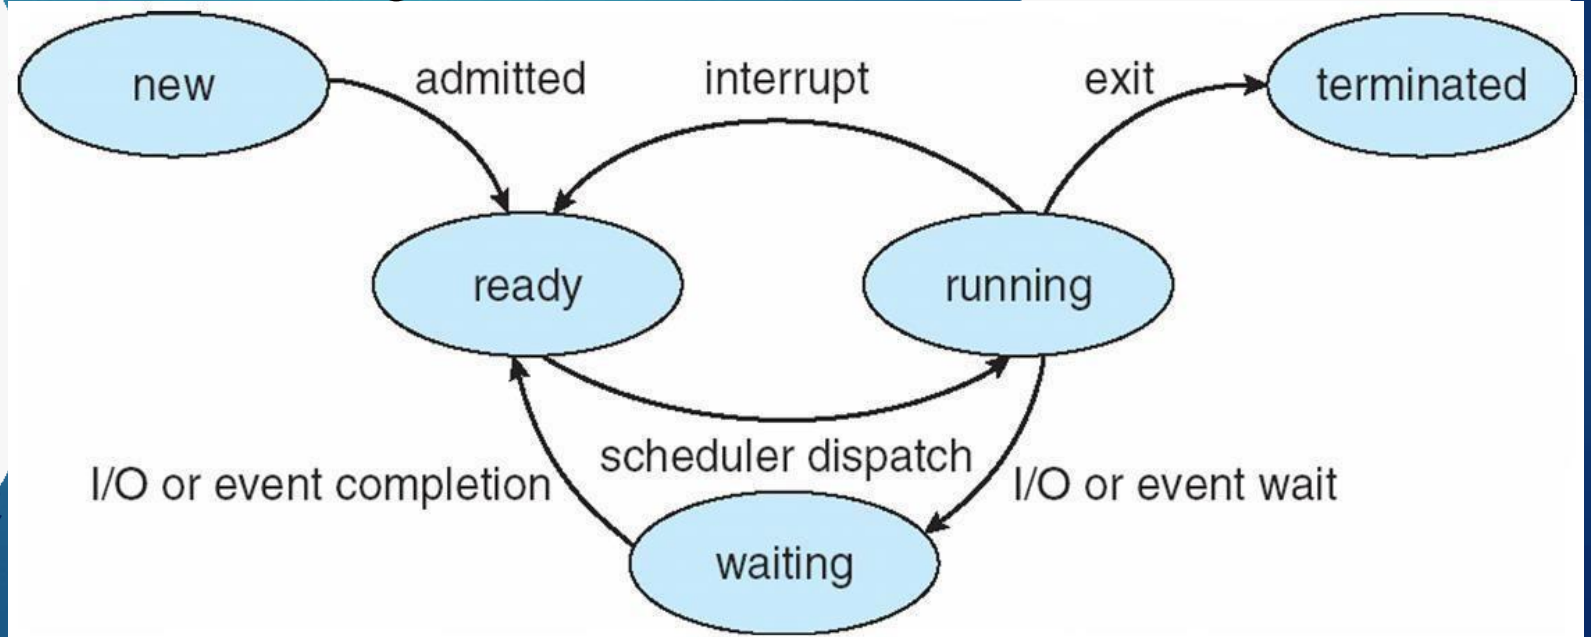 new
admitted
interrupt
exit
terminated
ready
running
scheduler dispatch
I/O or event completion
I/O or event wait
waiting